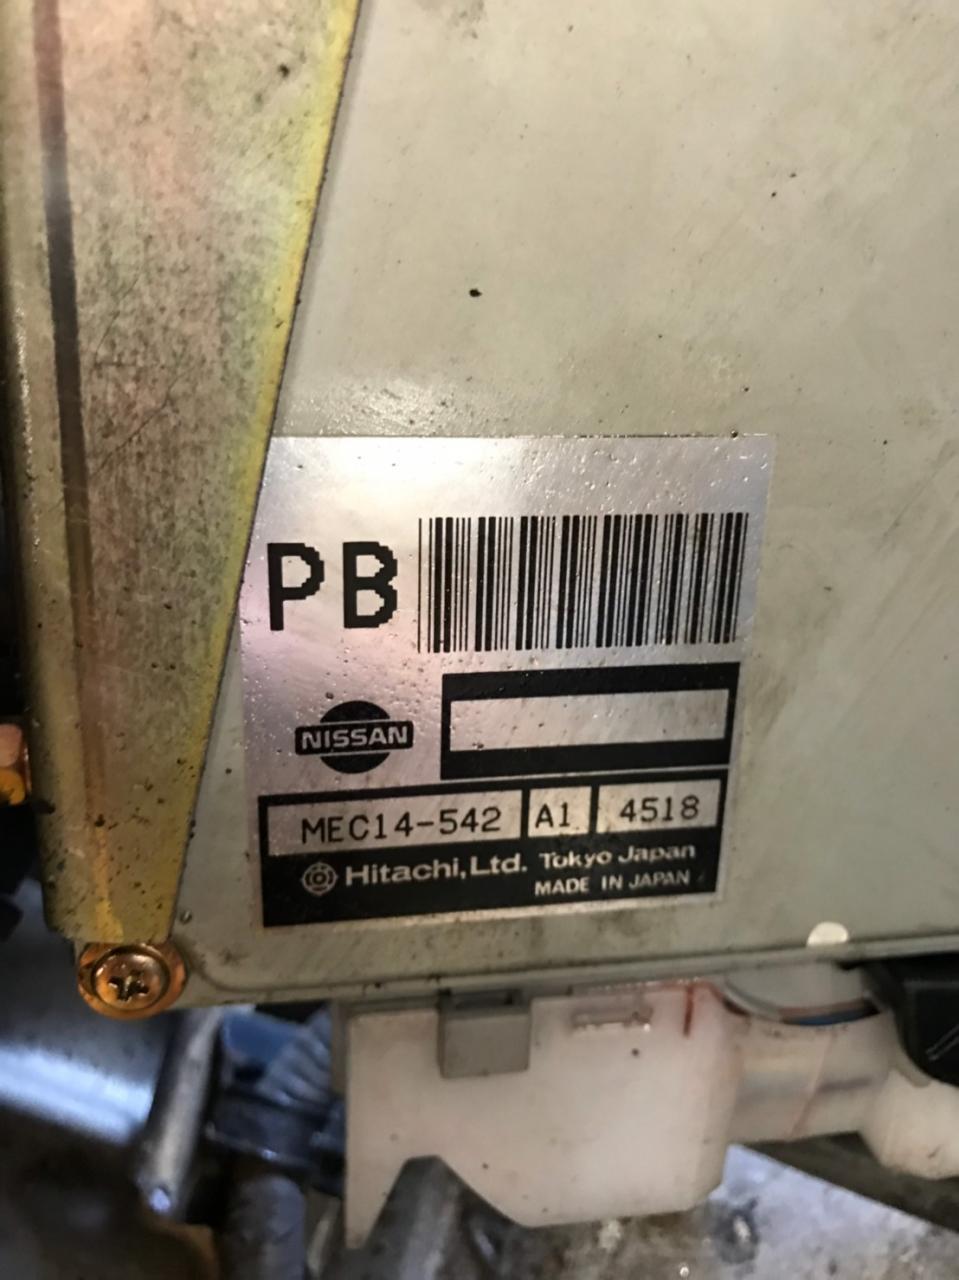 PB
NISSAN
MEC14-542 A1 4518
Hitachi, Ltd. Tokyo Japan
MADE IN JAPAN